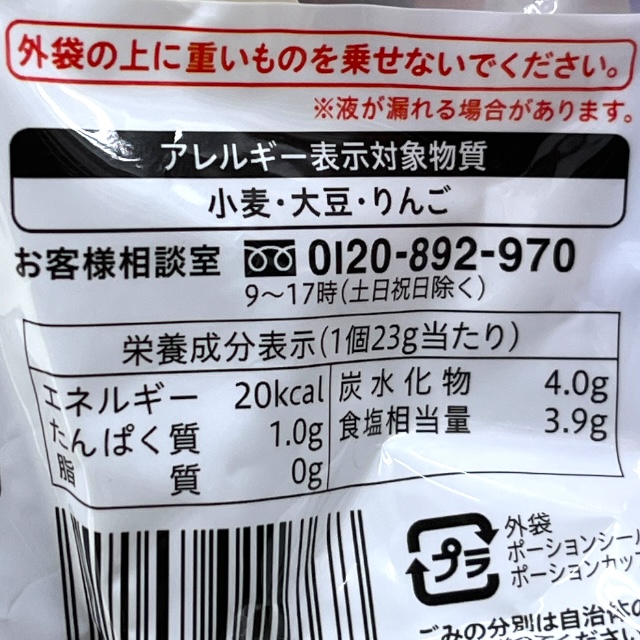 外袋の上に重いものを乗せないでください。
※液が漏れる場合があります。
アレルギー表示対象物質
小麦・大豆・りんご
お客様相談室 0120-892-970
9〜17時(土日祝日除く)
栄養成分表示(1個23g当たり)
エネルギー 20kcal 炭水化物 4.0g
たんぱく質 1.0g 食塩相当量 3.9g
脂質 0g
プラ
外袋
ポーションシール
ポーションカップ
ごみの分別は自治体の